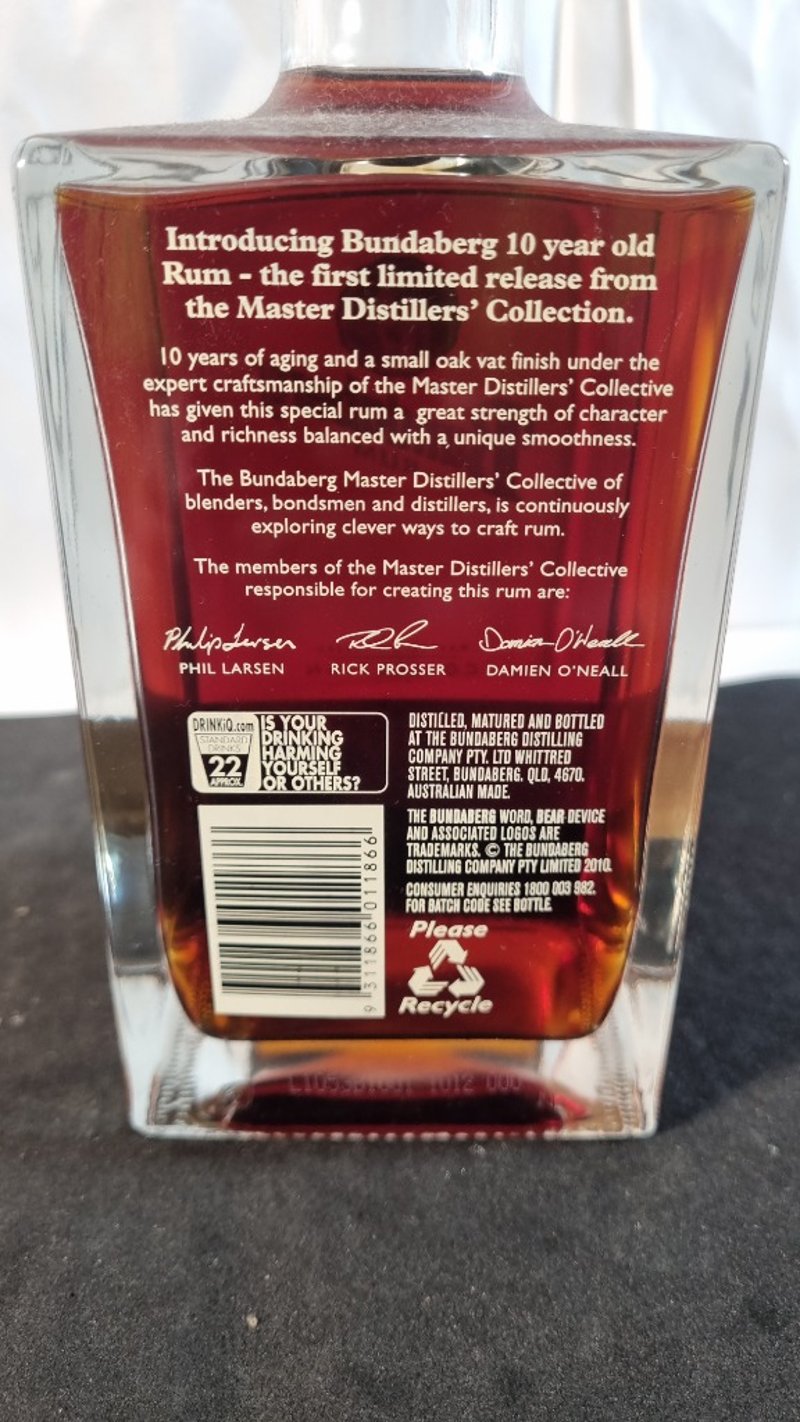 Introducing Bundaberg 10 year old
Rum - the first limited release from
the Master Distillers' Collection.
10 years of aging and a small oak vat finish under the
expert craftsmanship of the Master Distillers' Collective
has given this special rum a great strength of character
and richness balanced with a unique smoothness.
The Bundaberg Master Distillers' Collective of
blenders, bondsmen and distillers, is continuously
exploring clever ways to craft rum.
The members of the Master Distillers' Collective
responsible for creating this rum are:
Philip Larsen
Damien O'Neall
PHIL LARSEN RICK PROSSER DAMIEN O'NEALL
DRINKiQ.com
STANDARD
DRINKS
22
APPROX.
IS YOUR
DRINKING
HARMING
YOURSELF
OR OTHERS?
DISTILLED, MATURED AND BOTTLED
AT THE BUNDABERG DISTILLING
COMPANY PTY. LTD WHITTRED
STREET, BUNDABERG, QLD, 4670.
AUSTRALIAN MADE.
THE BUNDABERG WORD, BEAR DEVICE
AND ASSOCIATED LOGOS ARE
TRADEMARKS. © THE BUNDABERG
DISTILLING COMPANY PTY LIMITED 2010.
CONSUMER ENQUIRIES 1800 003 982.
FOR BATCH CODE SEE BOTTLE.
9 311866 011866
Please
Recycle